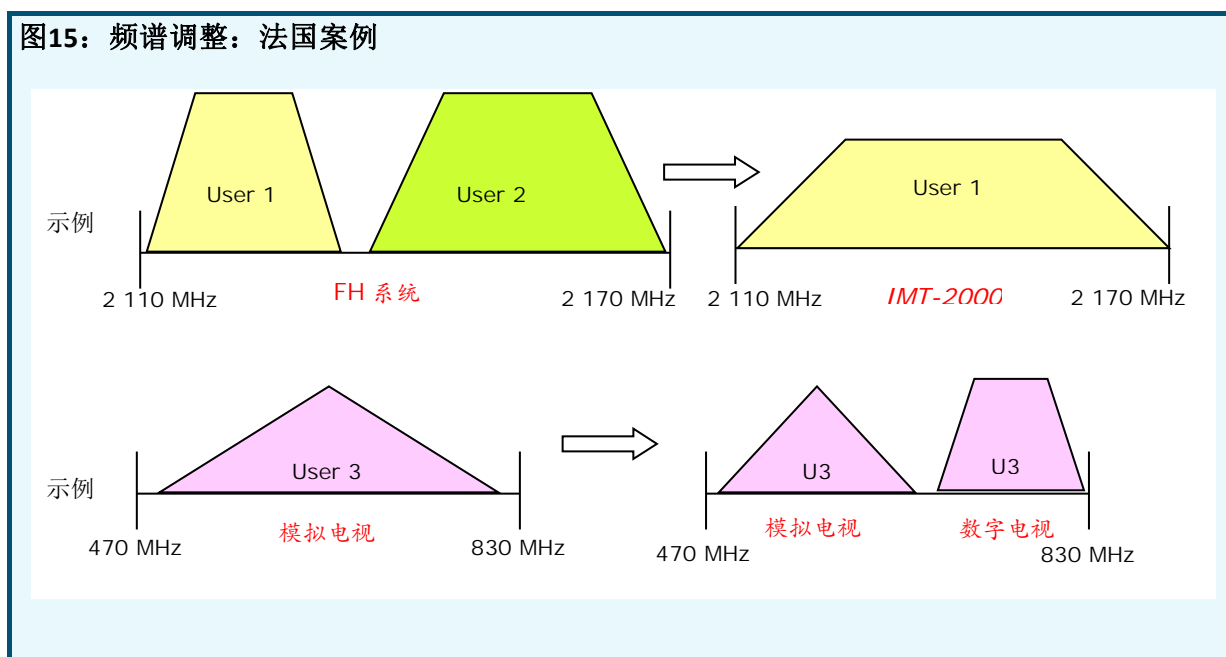 图15：频谱调整：法国案例
User 1
User 2
User 1
示例
2 110 MHz
FH 系统
2 170 MHz
2 110 MHz
IMT-2000
2 170 MHz
User 3
U3
U3
示例
470 MHz
模拟电视
830 MHz
470 MHz
模拟电视
数字电视
830 MHz